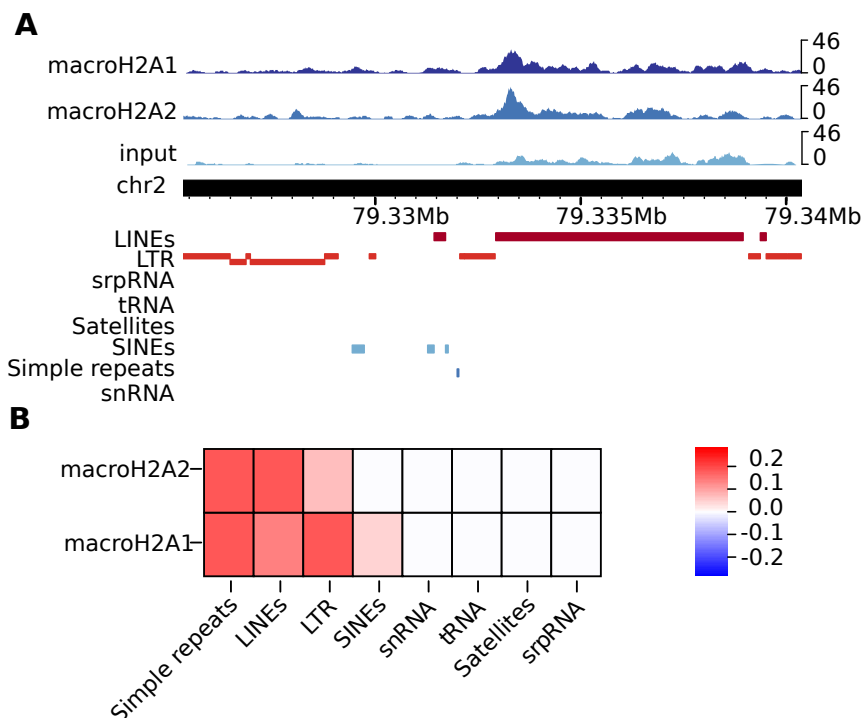 A
macroH2A1
46
0
macroH2A2
46
0
input
46
0
chr2
79.33Mb
79.335Mb
79.34Mb
LINEs
LTR
srpRNA
tRNA
Satellites
SINEs
Simple repeats
snRNA
B
macroH2A2
macroH2A1
0.2
0.1
0.0
-0.1
-0.2
Simple repeats
LINEs
LTR
SINEs
snRNA
tRNA
Satellites
srpRNA